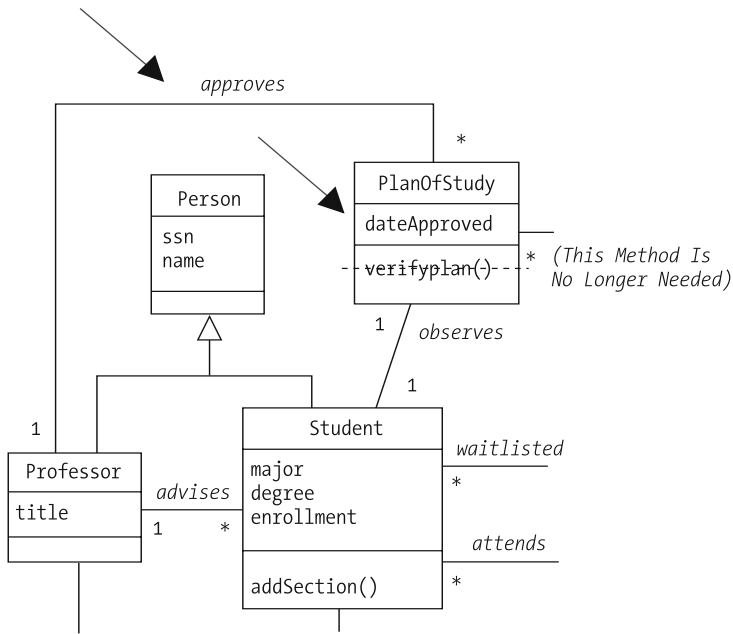 approves
*
PlanOfStudy
dateApproved
verifyplan()
*
(This Method Is
No Longer Needed)
Person
ssn
name
1
observes
1
1
Professor
title
advises
1
*
Student
major
degree
enrollment
addSection()
waitlisted
*
attends
*